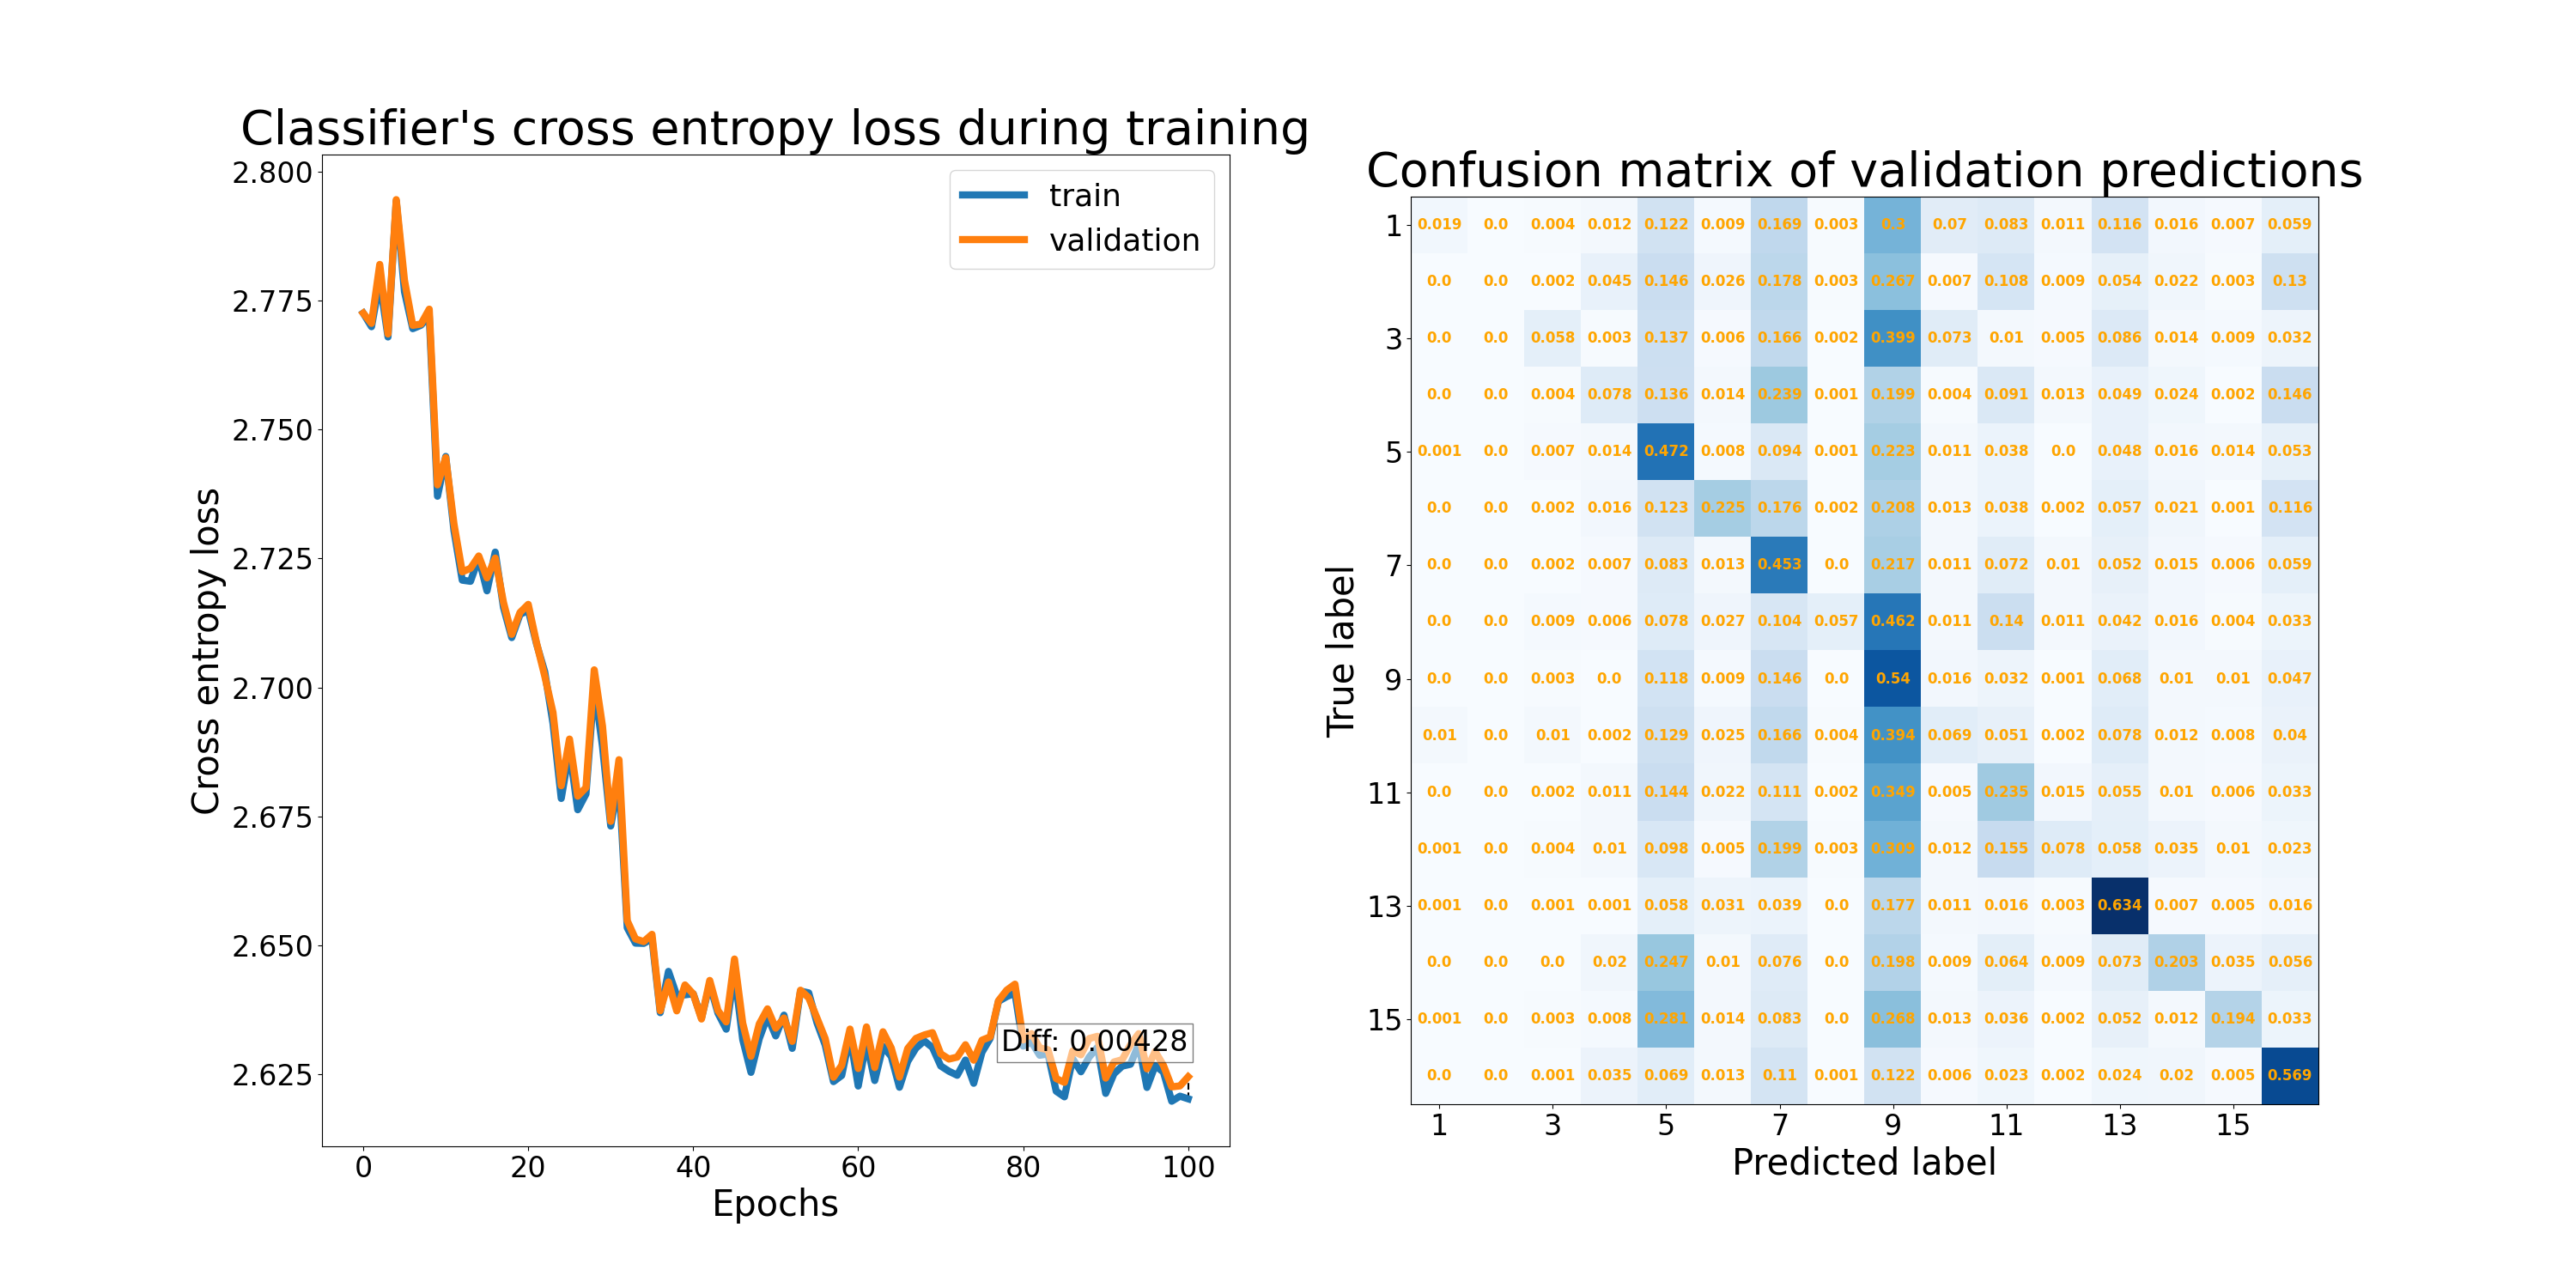 Classifier's cross entropy loss during training
2.800
2.775
2.750
2.725
2.700
2.675
2.650
2.625
Cross entropy loss
train
validation
Diff: 0.00428
0 20 40 60 80 100
Epochs
Confusion matrix of validation predictions
True label
1 0.019 0.0 0.004 0.012 0.122 0.009 0.169 0.003 0.3 0.07 0.083 0.011 0.116 0.016 0.007 0.059
0.0 0.0 0.002 0.045 0.146 0.026 0.178 0.003 0.267 0.007 0.108 0.009 0.054 0.022 0.003 0.13
3 0.0 0.0 0.058 0.003 0.137 0.006 0.166 0.002 0.399 0.073 0.01 0.005 0.086 0.014 0.009 0.032
0.0 0.0 0.004 0.078 0.136 0.014 0.239 0.001 0.199 0.004 0.091 0.013 0.049 0.024 0.002 0.146
5 0.001 0.0 0.007 0.014 0.472 0.008 0.094 0.001 0.223 0.011 0.038 0.0 0.048 0.016 0.014 0.053
0.0 0.0 0.002 0.016 0.123 0.225 0.176 0.002 0.208 0.013 0.038 0.002 0.057 0.021 0.001 0.116
7 0.0 0.0 0.002 0.007 0.083 0.013 0.453 0.0 0.217 0.011 0.072 0.01 0.052 0.015 0.006 0.059
0.0 0.0 0.009 0.006 0.078 0.027 0.104 0.057 0.462 0.011 0.14 0.011 0.042 0.016 0.004 0.033
9 0.0 0.0 0.003 0.0 0.118 0.009 0.146 0.0 0.54 0.016 0.032 0.001 0.068 0.01 0.01 0.047
0.01 0.0 0.01 0.002 0.129 0.025 0.166 0.004 0.394 0.069 0.051 0.002 0.078 0.012 0.008 0.04
11 0.0 0.0 0.002 0.011 0.144 0.022 0.111 0.002 0.349 0.005 0.235 0.015 0.055 0.01 0.006 0.033
0.001 0.0 0.004 0.01 0.098 0.005 0.199 0.003 0.309 0.012 0.155 0.078 0.058 0.035 0.01 0.023
13 0.001 0.0 0.001 0.001 0.058 0.031 0.039 0.0 0.177 0.011 0.016 0.003 0.634 0.007 0.005 0.016
0.0 0.0 0.0 0.02 0.247 0.01 0.076 0.0 0.198 0.009 0.064 0.009 0.073 0.203 0.035 0.056
15 0.001 0.0 0.003 0.008 0.281 0.014 0.083 0.0 0.268 0.013 0.036 0.002 0.052 0.012 0.194 0.033
0.0 0.0 0.001 0.035 0.069 0.013 0.11 0.001 0.122 0.006 0.023 0.002 0.024 0.02 0.005 0.569
1 3 5 7 9 11 13 15
Predicted label